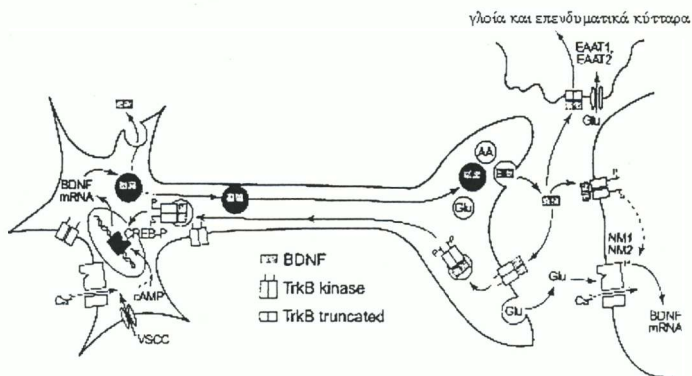 γλοία και επενδυματικά κύτταρα
EAAT1,
EAAT2
Glu
AA
BDNF
mRNA
CREB-P
Glu
P
P
NM1
NM2
BDNF
TrkB kinase
TrkB truncated
cAMP
Ca
VSCC
Glu
Glu
Ca
BDNF
mRNA